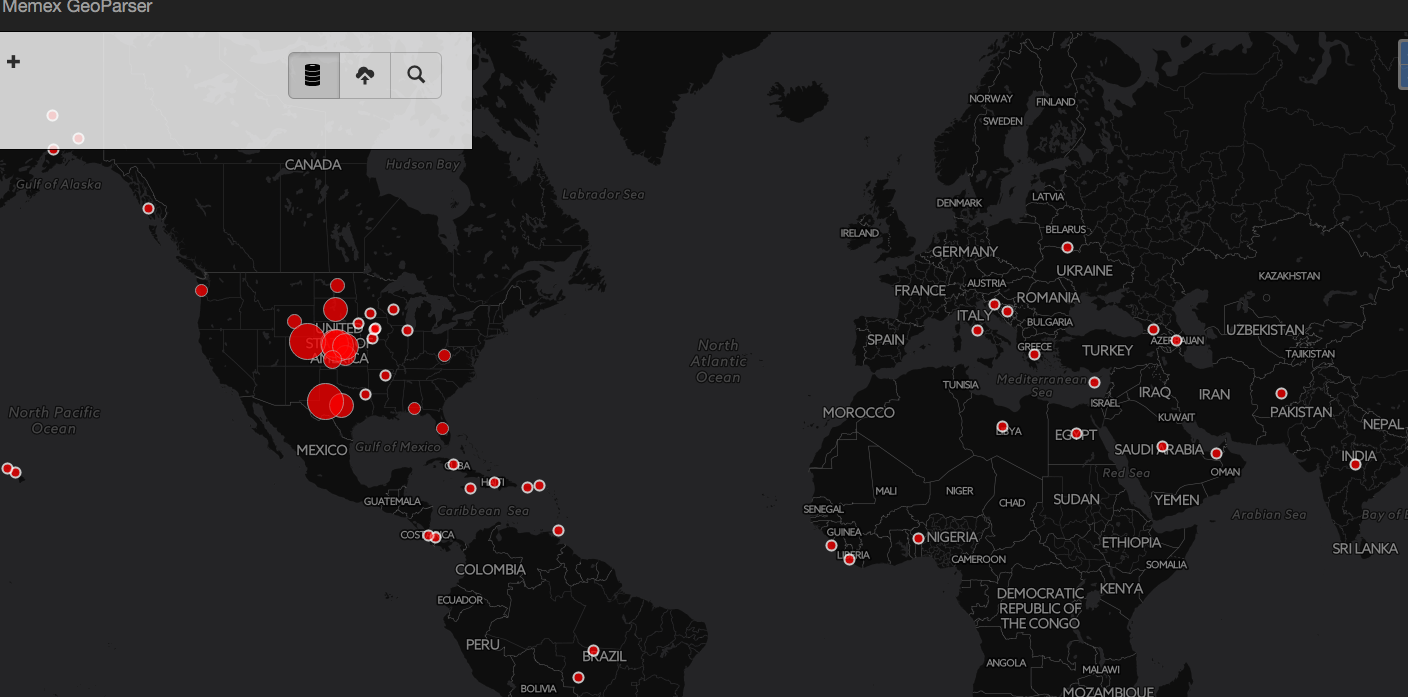 Memex GeoParser
+
NORWAY
FINLAND
SWEDEN
CANADA
Hudson Bay
Gulf of Alaska
Labrador Sea
LATVIA
DENMARK
IRELAND
BELARUS
GERMANY
UKRAINE
KAZAKHSTAN
AUSTRIA
FRANCE
ROMANIA
ITALY
BULGARIA
UNITED
STATES OF
AMERICA
UZBEKISTAN
SPAIN
GREECE
TURKEY
AZERBAIJAN
TAJIKISTAN
North
Atlantic
Ocean
TUNISIA
Mediterranean
Sea
ISRAEL
IRAQ
IRAN
North Pacific
Ocean
MOROCCO
KUWAIT
PAKISTAN
NEPAL
LIBYA
EGYPT
SAUDI ARABIA
MEXICO
Gulf of Mexico
CUBA
INDIA
Red Sea
OMAN
HAITI
MALI
NIGER
CHAD
SUDAN
YEMEN
GUATEMALA
Caribbean Sea
SENEGAL
Arabian Sea
Bay of
COSTA RICA
GUINEA
NIGERIA
ETHIOPIA
SRI LANKA
LIBERIA
CAMEROON
SOMALIA
COLOMBIA
KENYA
ECUADOR
DEMOCRATIC
REPUBLIC OF
THE CONGO
PERU
BRAZIL
ANGOLA
MALAWI
BOLIVIA
MOZAMBIQUE